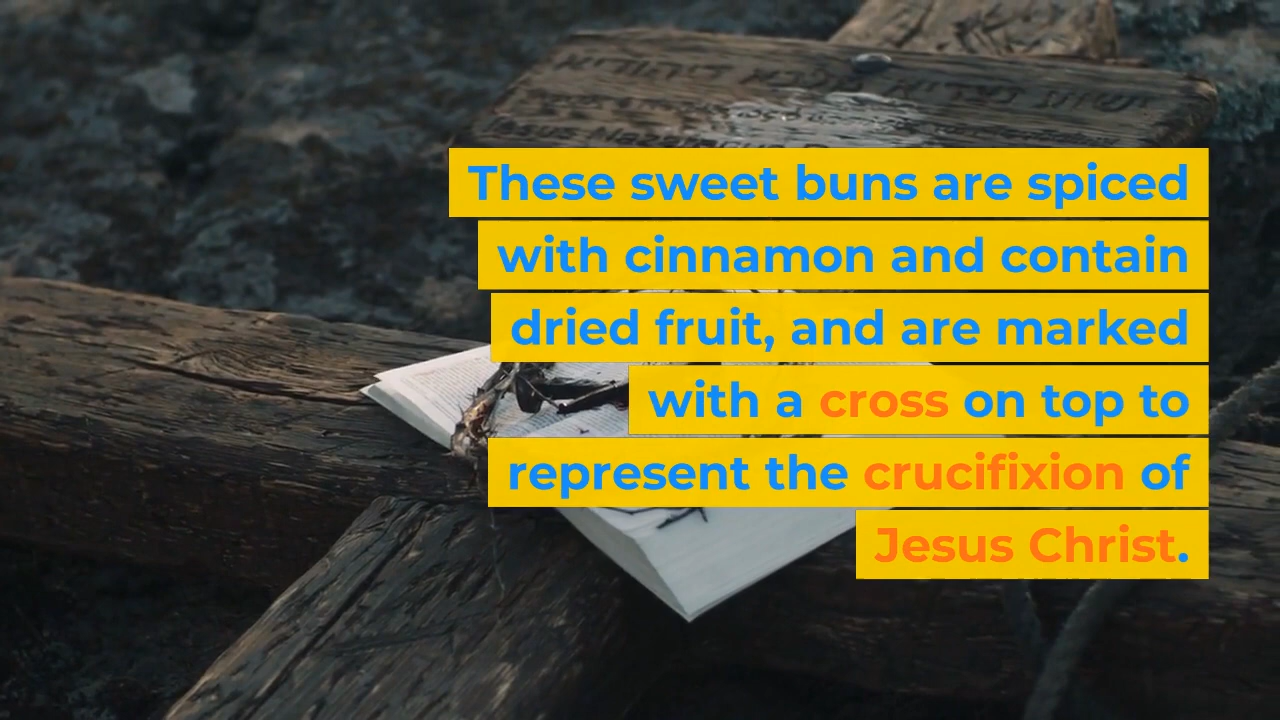 These sweet buns are spiced
with cinnamon and contain
dried fruit, and are marked
with a cross on top to
represent the crucifixion of
Jesus Christ.